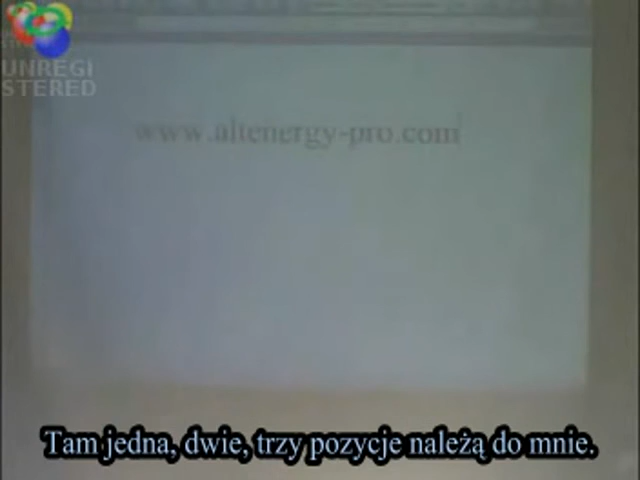 UNREGI
STERED
www.altenergy-pro.com
Tam jedna, dwie, trzy pozycje należą do mnie.